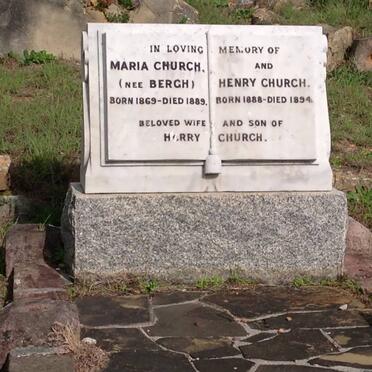 IN LOVING MEMORY OF
MARIA CHURCH, AND
(NEE BERGH) HENRY CHURCH.
BORN 1869-DIED 1889. BORN 1888-DIED 1894.
BELOVED WIFE AND SON OF
HARRY CHURCH.